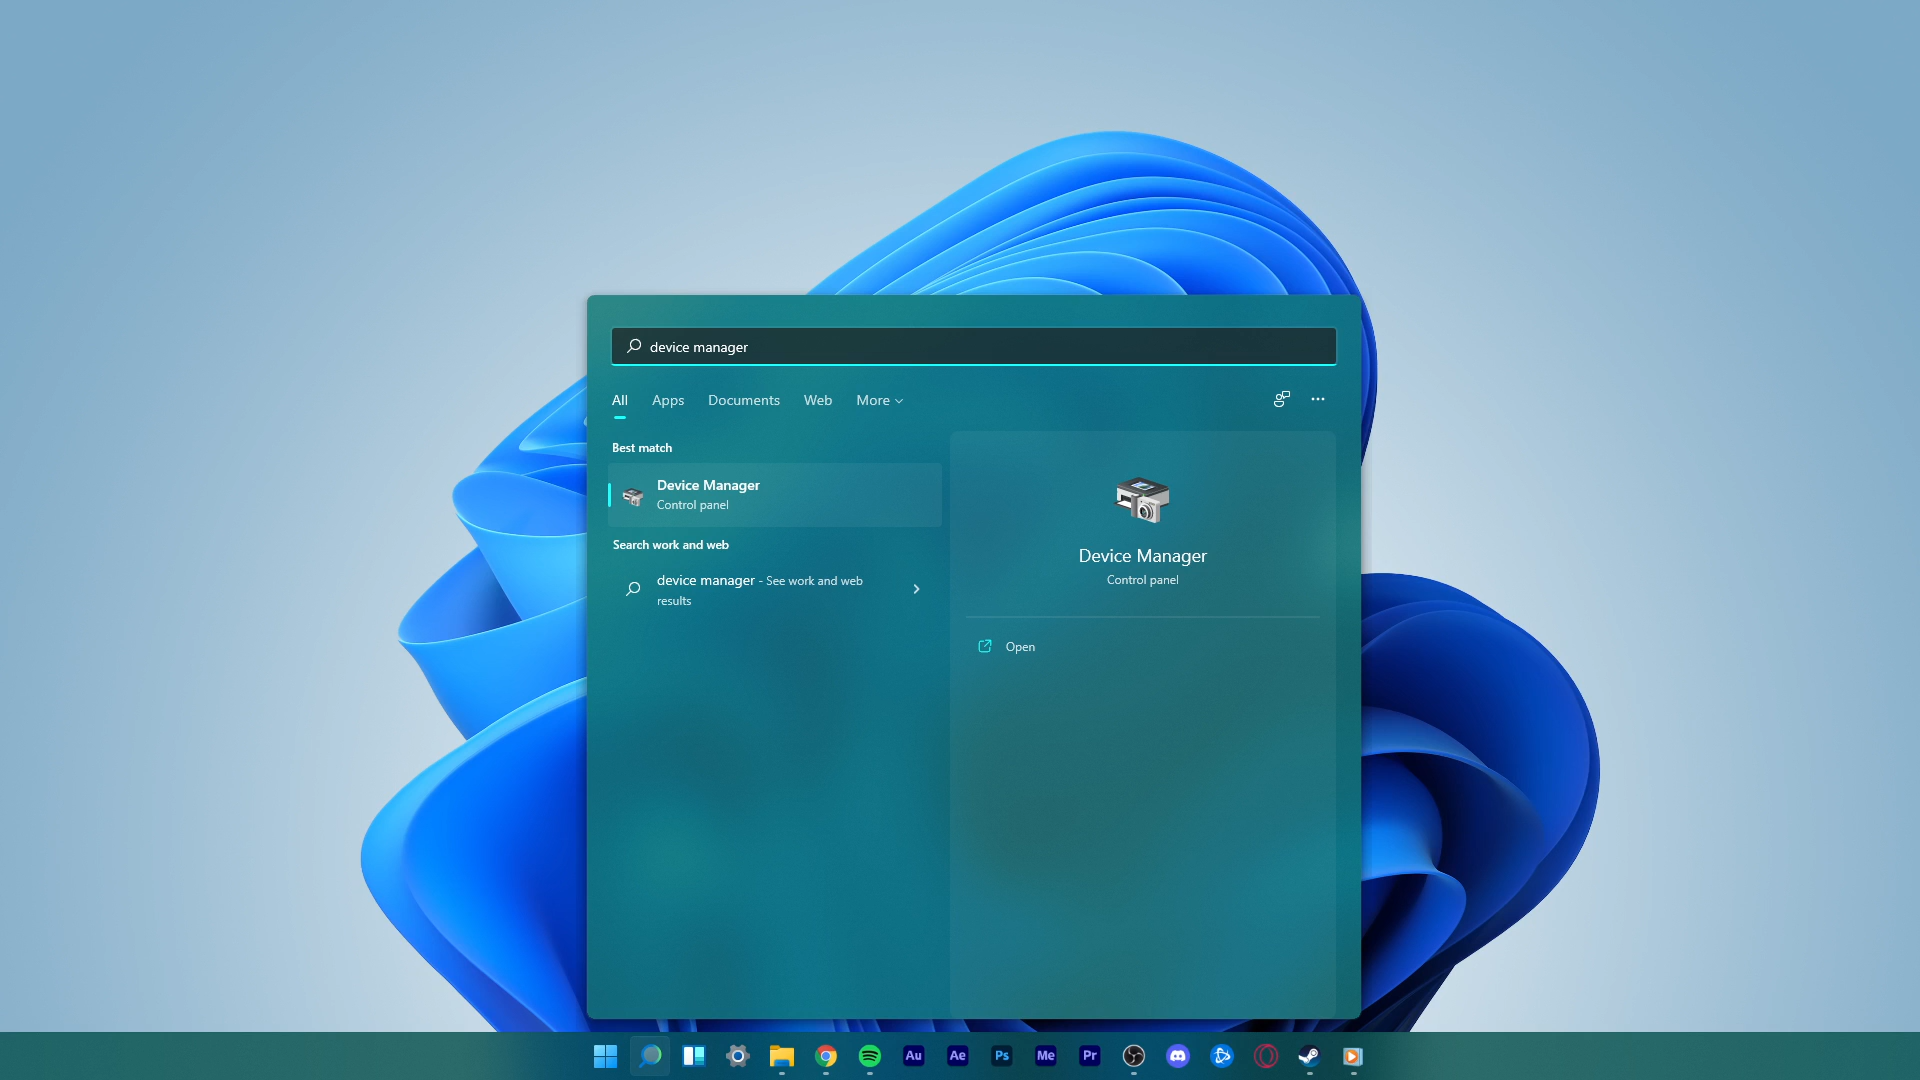 device manager
All Apps Documents Web More
Best match
Device Manager
Control panel
Search work and web
device manager - See work and web
results
Device Manager
Control panel
Open
Au Ae Ps Me Pr